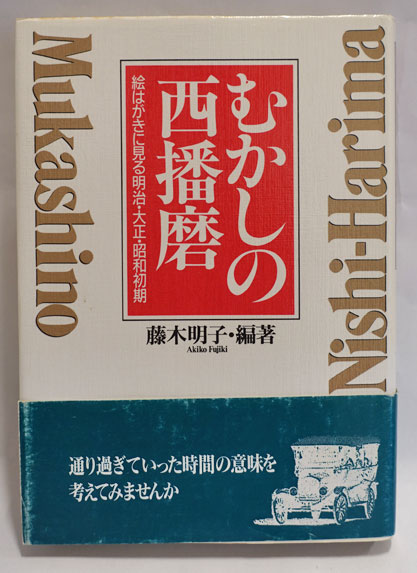 むかしの
西播磨
絵はがきに見る明治・大正・昭和初期
Mukashino
Nishi-Harima
藤木明子・編著
Akiko Fujiki
通り過ぎていった時間の意味を
考えてみませんか